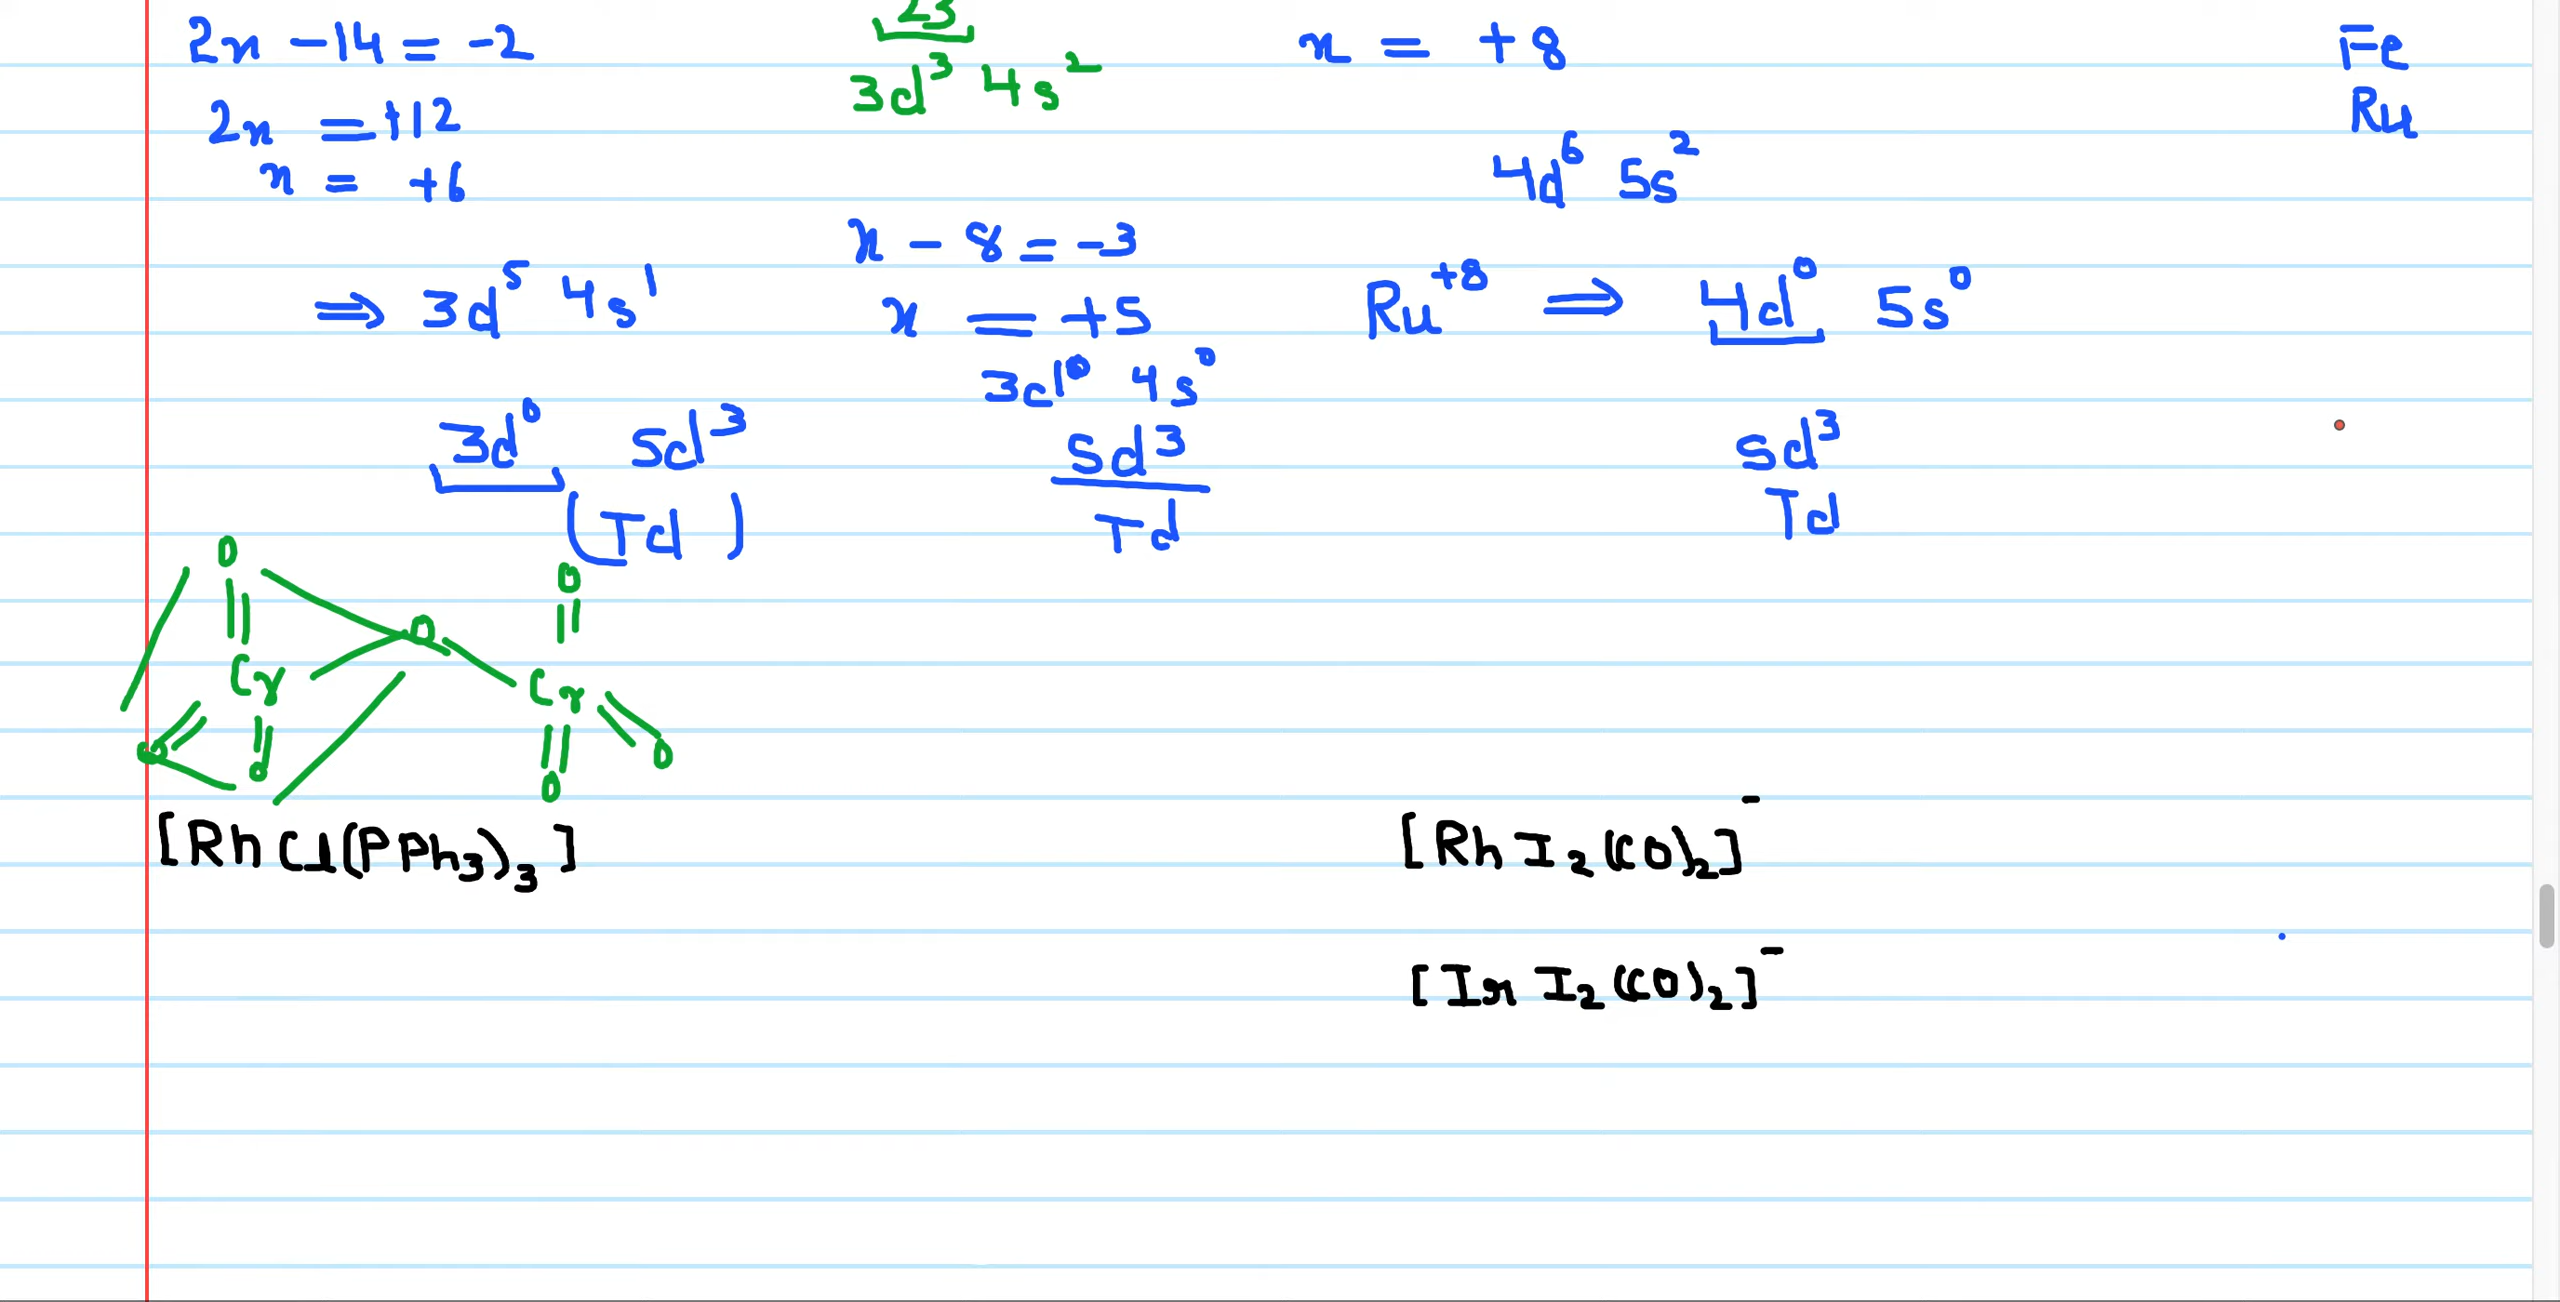 2x - 14 = -2
2x = +12
x = +6
⇒ 3d⁵ 4s¹
3d⁰ sd³
(Td)
23
3d³ 4s²
x - 8 = -3
x = +5
3d⁰ 4s⁰
sd³
Td
x = +8
4d⁶ 5s²
Ru⁺⁸ ⇒ 4d⁰ 5s⁰
sd³
Td
Fe
Ru
O O
O
Cr Cr
O O O
O
[RhCl(PPh₃)₃]
[RhI₂(CO)₂]⁻
[IrI₂(CO)₂]⁻